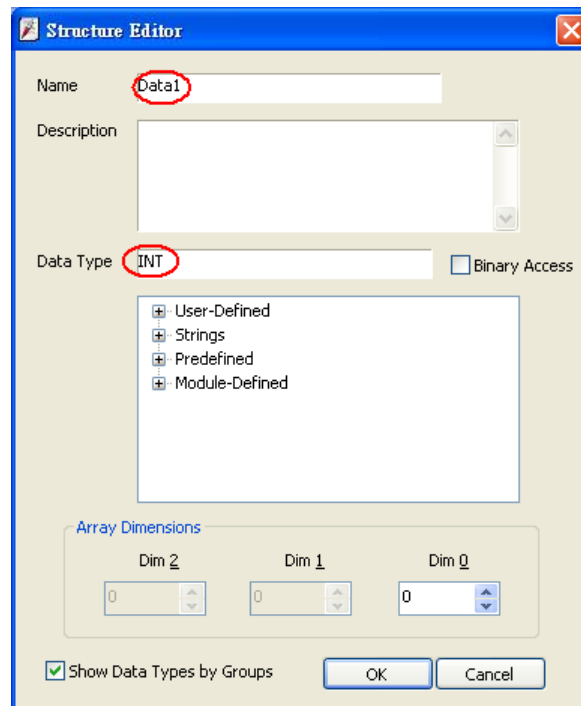 Structure Editor
Name Data1
Description
Data Type INT Binary Access
User-Defined
Strings
Predefined
Module-Defined
Array Dimensions
Dim 2 Dim 1 Dim 0
0 0 0
Show Data Types by Groups OK Cancel